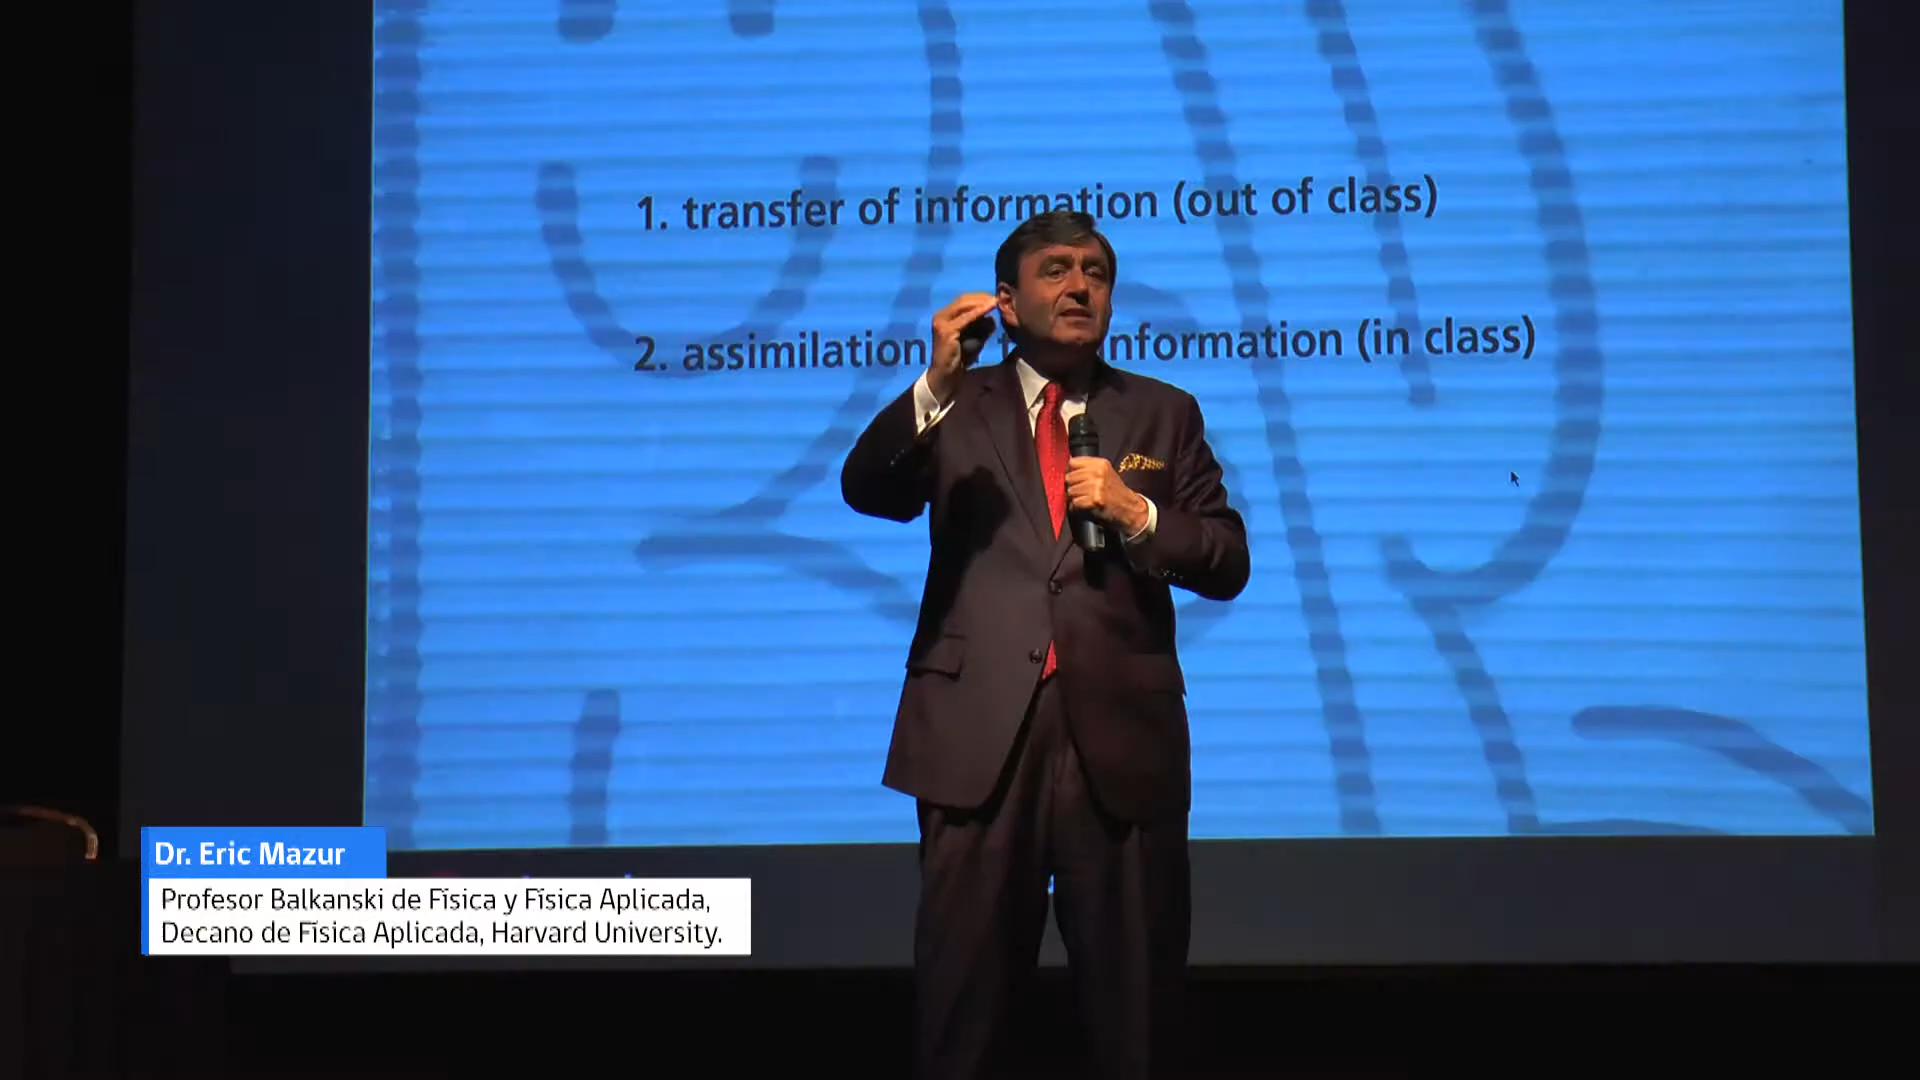 1. transfer of information (out of class)
2. assimilation information (in class)
Dr. Eric Mazur
Profesor Balkanski de Física y Física Aplicada,
Decano de Física Aplicada, Harvard University.